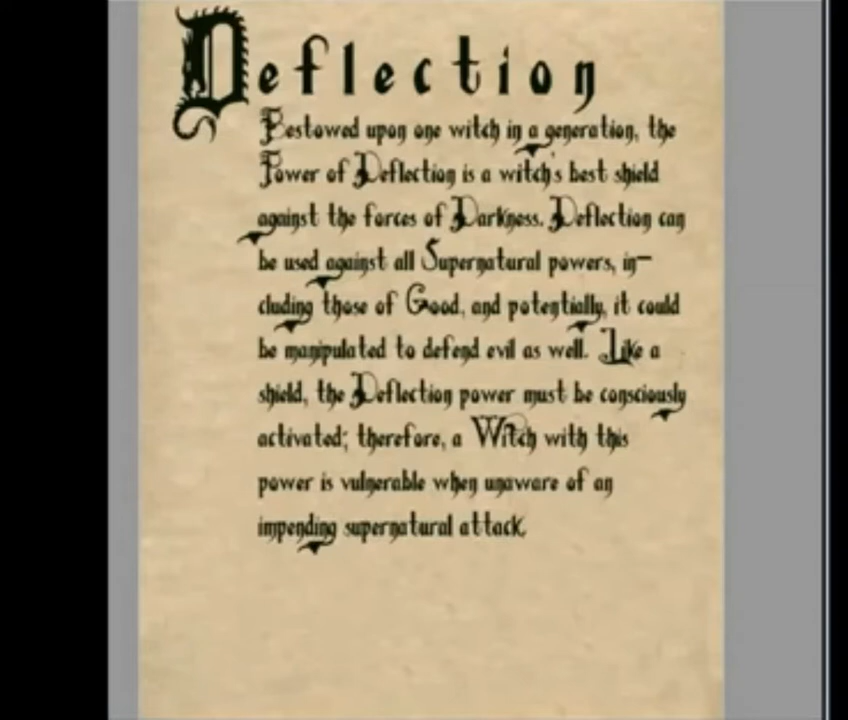 Deflection
Bestowed upon one witch in a generation, the
Power of Deflection is a witch's best shield
against the forces of Darkness. Deflection can
be used against all Supernatural powers, in-
cluding those of Good, and potentially, it could
be manipulated to defend evil as well. Like a
shield, the Deflection power must be consciously
activated; therefore, a Witch with this
power is vulnerable when unaware of an
impending supernatural attack.